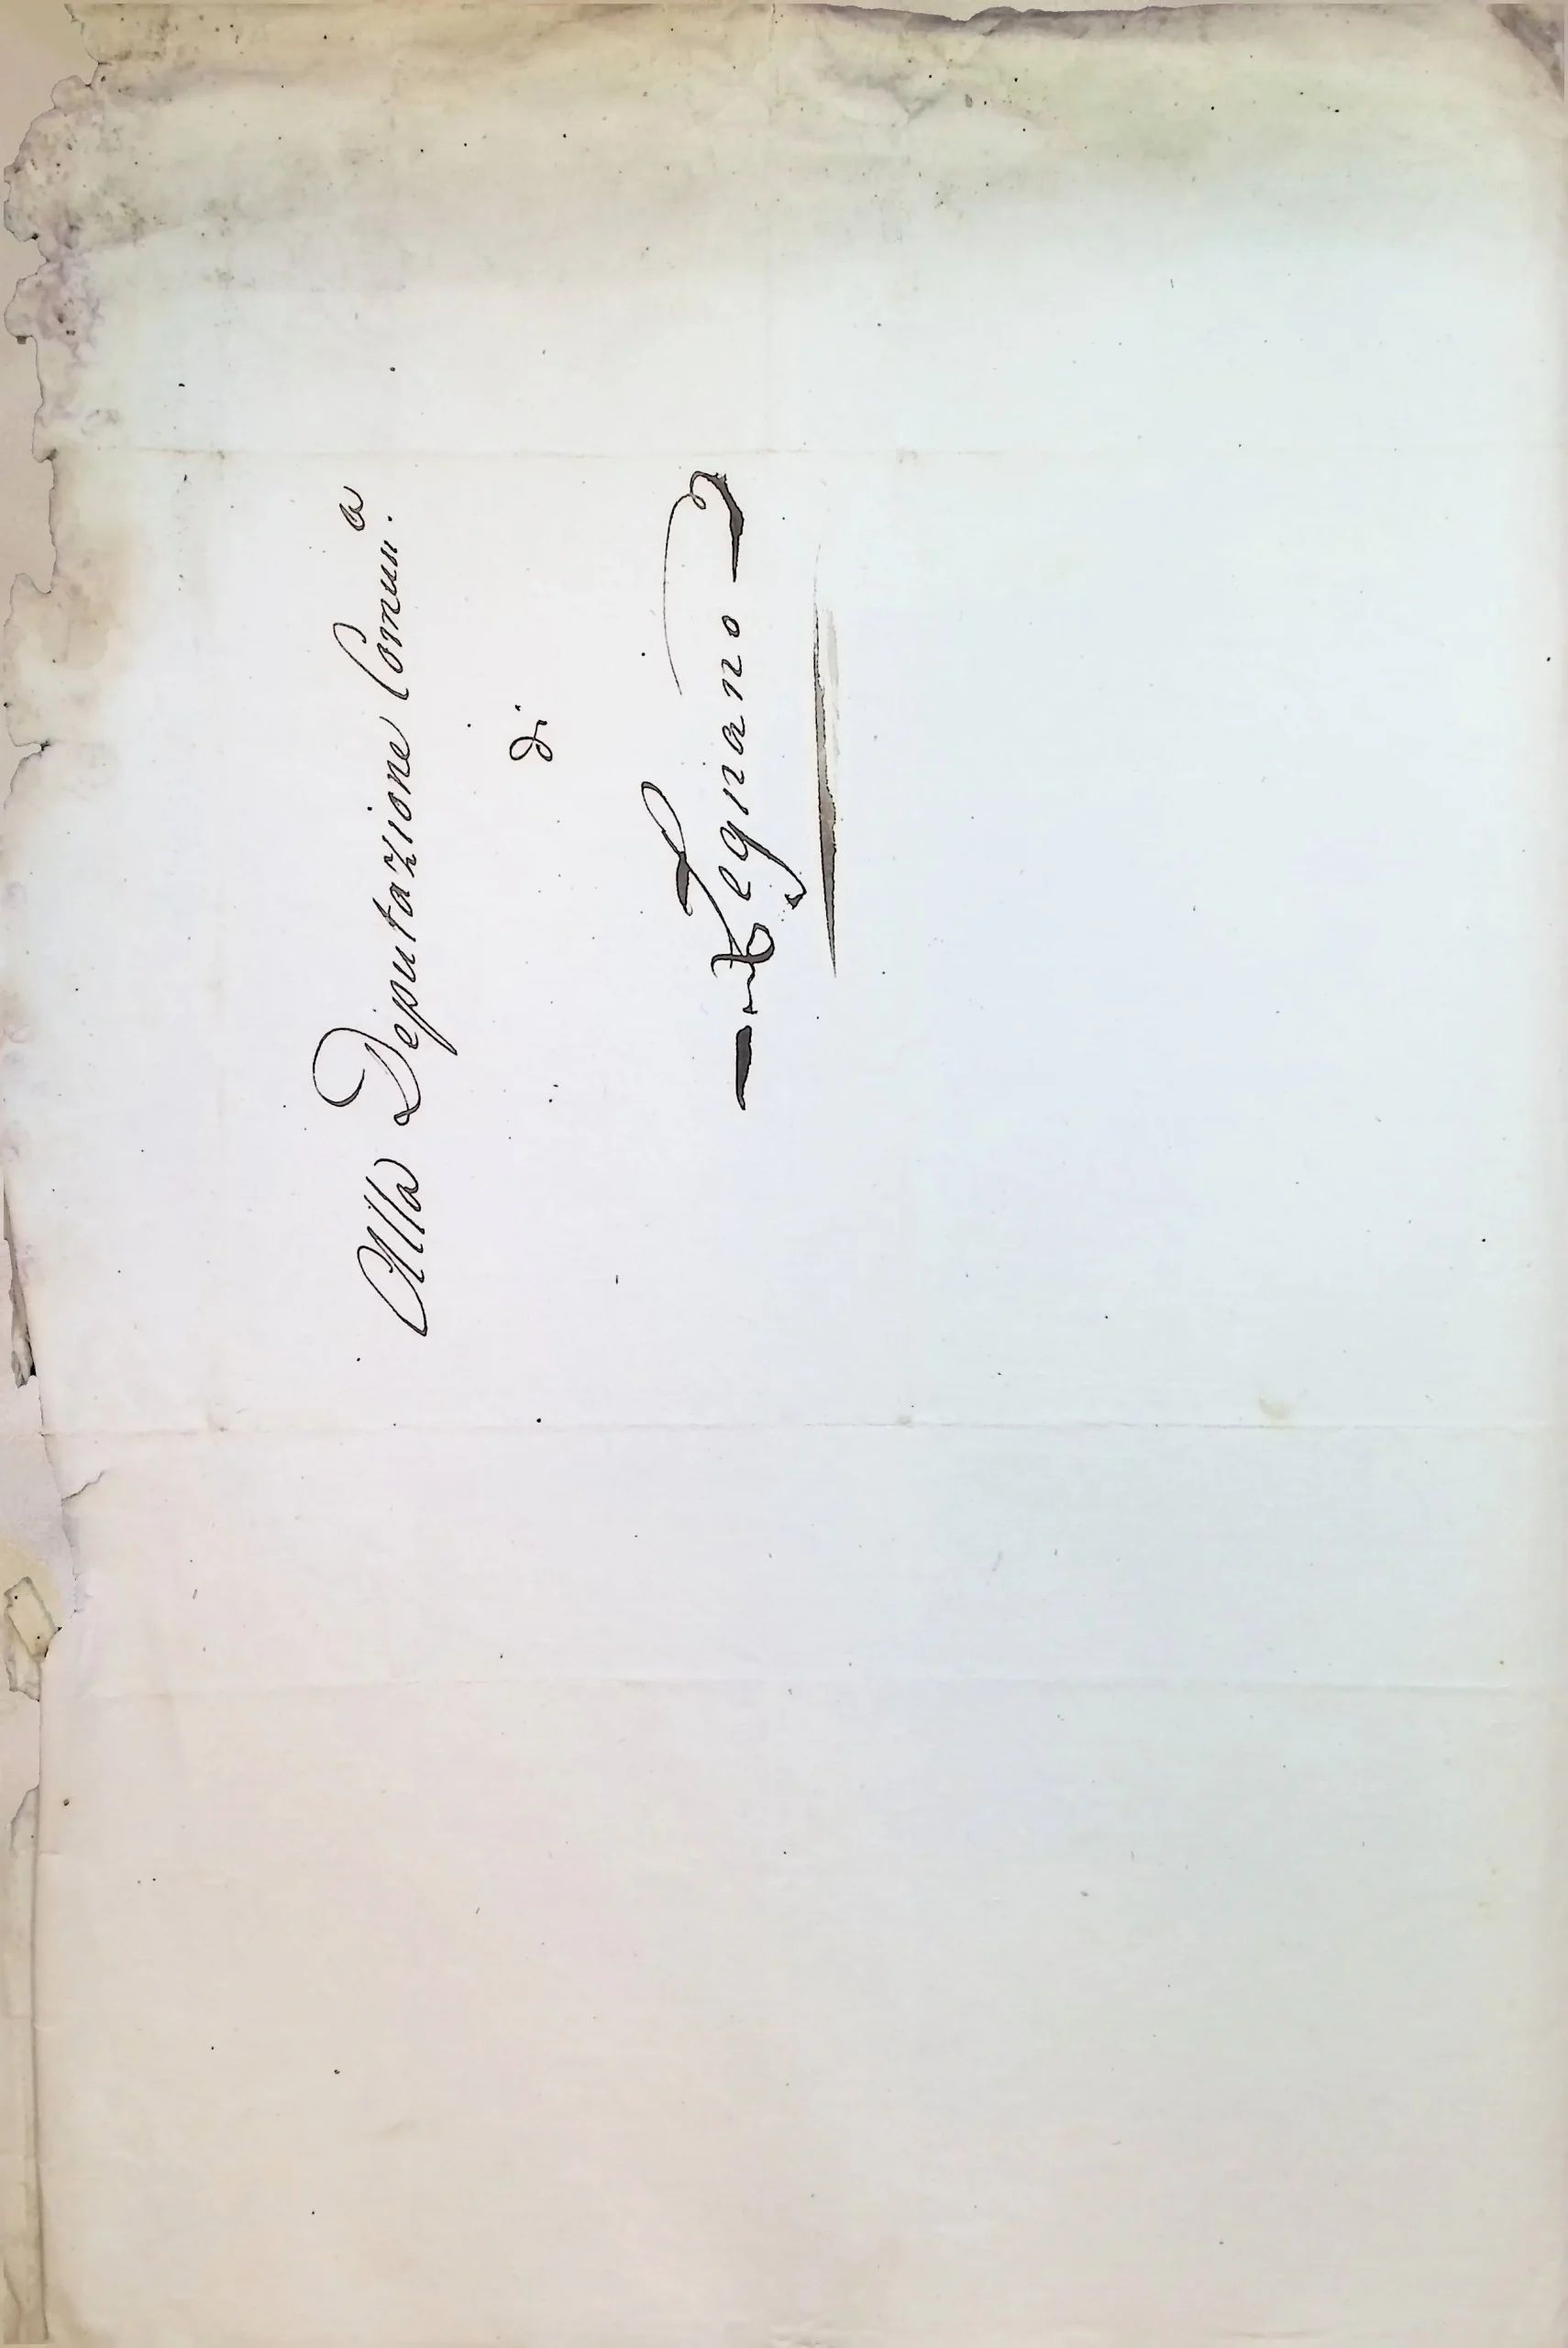 Alla Deputazione Comun.a
di
Legnano